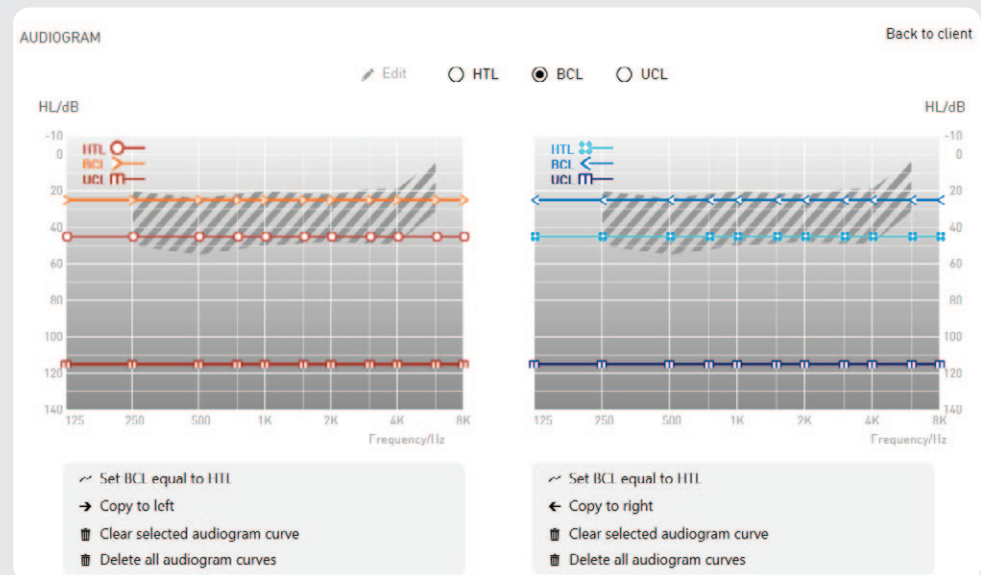 AUDIOGRAM
Back to client
Edit HTL BCL UCL
HL/dB
HL/dB
-10
0
20
40
60
80
100
120
140
HTL
BCL
UCL
125 250 500 1K 2K 4K 8K
Frequency/Hz
HTL
BCL
UCL
-10
0
20
40
60
80
100
120
140
125 250 500 1K 2K 4K 8K
Frequency/Hz
Set BCL equal to HTL
→ Copy to left
Clear selected audiogram curve
Delete all audiogram curves
Set BCL equal to HTL
← Copy to right
Clear selected audiogram curve
Delete all audiogram curves